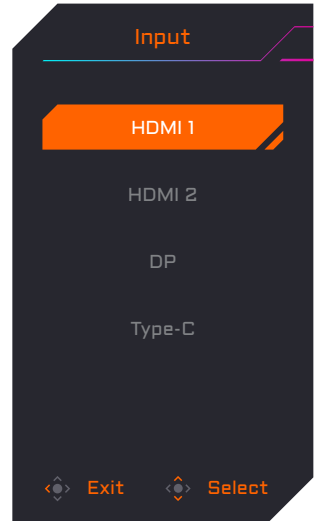 Input
HDMI 1
HDMI 2
DP
Type-C
Exit Select